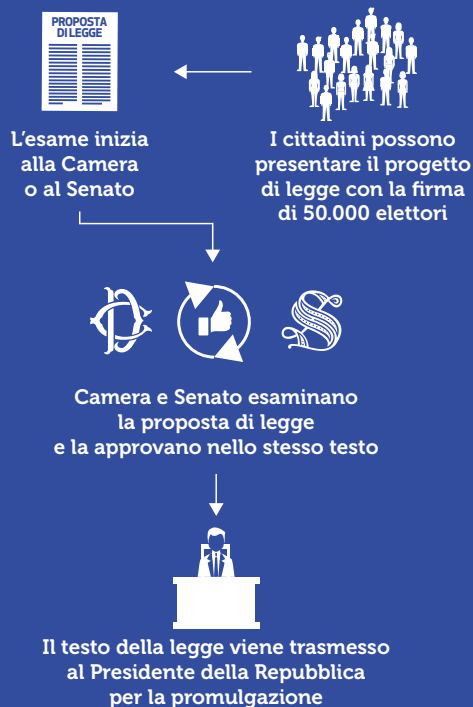 PROPOSTA
DI LEGGE
I cittadini possono
presentare il progetto
di legge con la firma
di 50.000 elettori
L'esame inizia
alla Camera
o al Senato
Camera e Senato esaminano
la proposta di legge
e la approvano nello stesso testo
Il testo della legge viene trasmesso
al Presidente della Repubblica
per la promulgazione